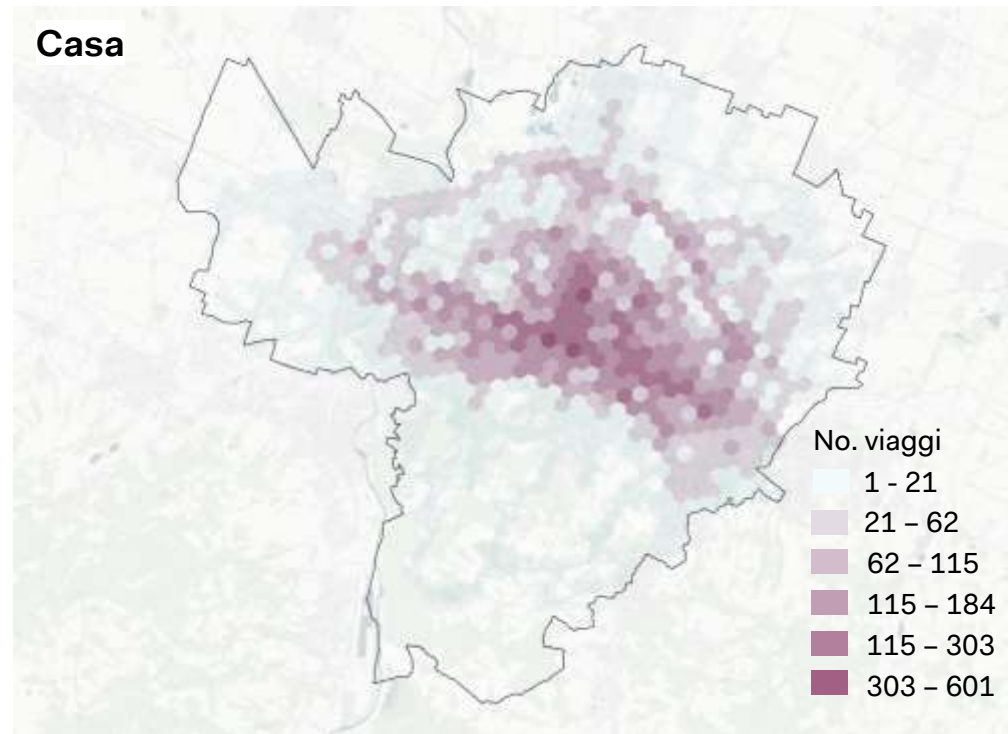 Casa
No. viaggi
1 - 21
21 – 62
62 – 115
115 – 184
115 – 303
303 – 601